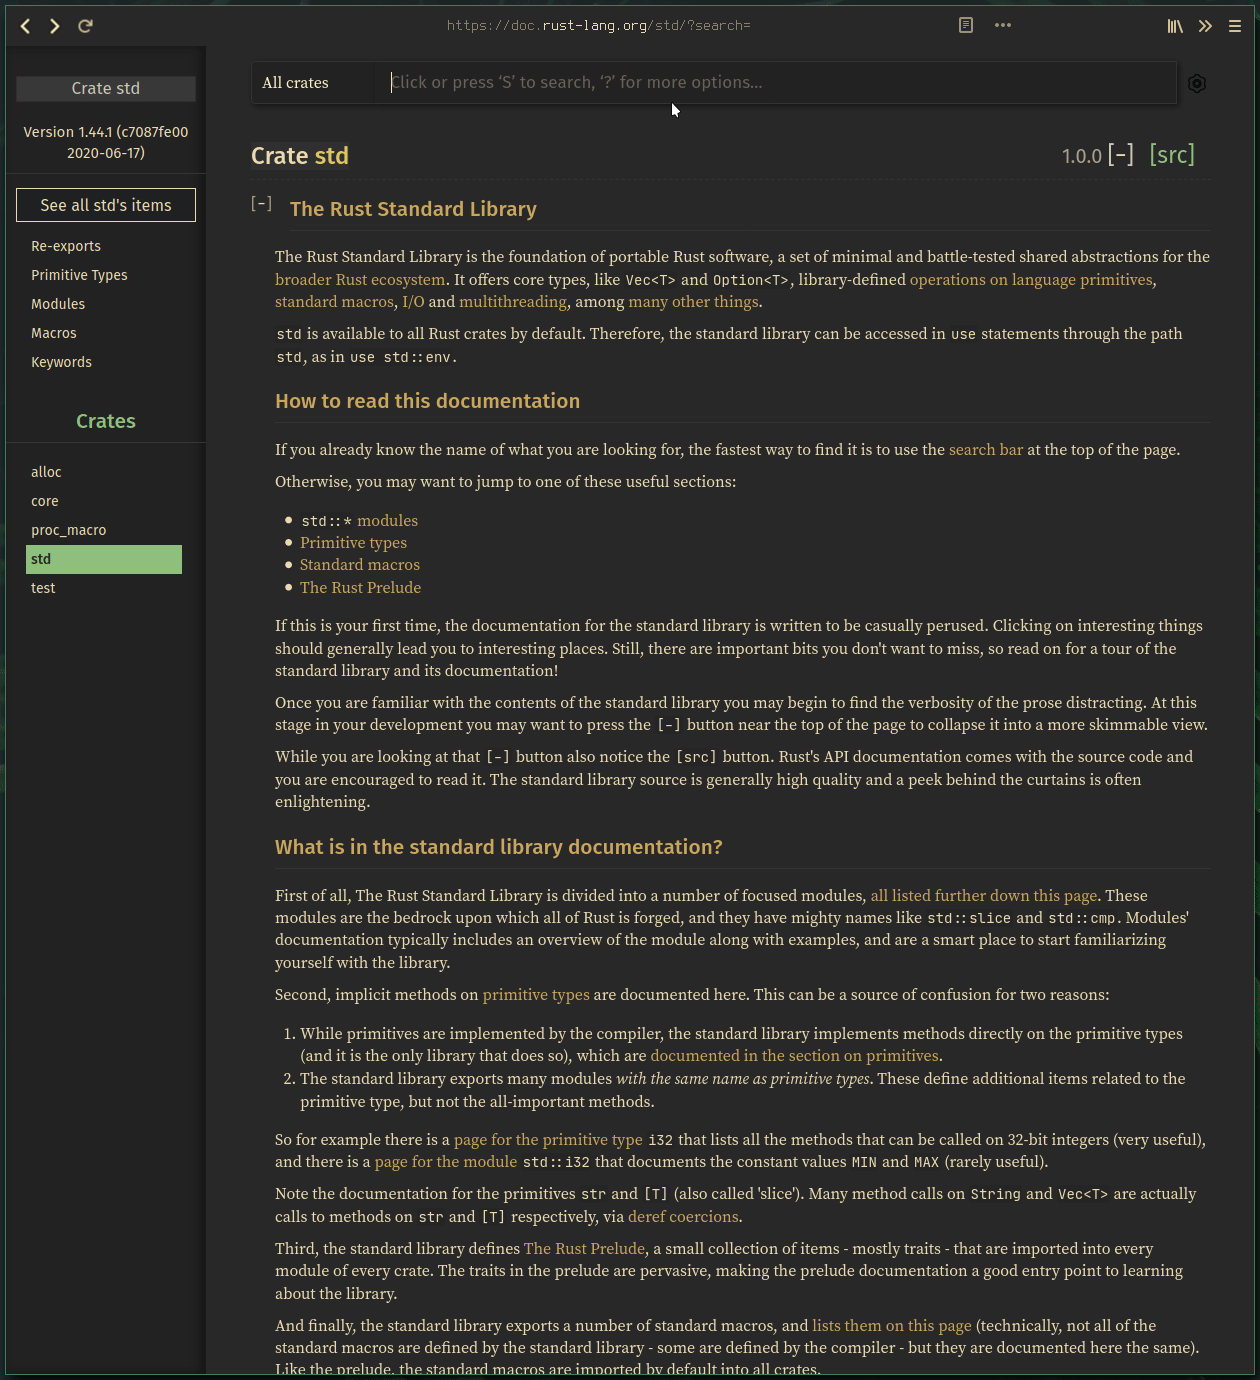 https://doc.rust-lang.org/std/?search=
Crate std
Version 1.44.1 (c7087fe00
2020-06-17)
See all std's items
Re-exports
Primitive Types
Modules
Macros
Keywords
Crates
alloc
core
proc_macro
std
test
All crates
Click or press ‘S’ to search, ‘?’ for more options…
Crate std
1.0.0 [-] [src]
[-] The Rust Standard Library
The Rust Standard Library is the foundation of portable Rust software, a set of minimal and battle-tested shared abstractions for the
broader Rust ecosystem. It offers core types, like Vec<T> and Option<T>, library-defined operations on language primitives,
standard macros, I/O and multithreading, among many other things.
std is available to all Rust crates by default. Therefore, the standard library can be accessed in use statements through the path
std, as in use std::env.
How to read this documentation
If you already know the name of what you are looking for, the fastest way to find it is to use the search bar at the top of the page.
Otherwise, you may want to jump to one of these useful sections:
• std::* modules
• Primitive types
• Standard macros
• The Rust Prelude
If this is your first time, the documentation for the standard library is written to be casually perused. Clicking on interesting things
should generally lead you to interesting places. Still, there are important bits you don't want to miss, so read on for a tour of the
standard library and its documentation!
Once you are familiar with the contents of the standard library you may begin to find the verbosity of the prose distracting. At this
stage in your development you may want to press the [-] button near the top of the page to collapse it into a more skimmable view.
While you are looking at that [-] button also notice the [src] button. Rust's API documentation comes with the source code and
you are encouraged to read it. The standard library source is generally high quality and a peek behind the curtains is often
enlightening.
What is in the standard library documentation?
First of all, The Rust Standard Library is divided into a number of focused modules, all listed further down this page. These
modules are the bedrock upon which all of Rust is forged, and they have mighty names like std::slice and std::cmp. Modules'
documentation typically includes an overview of the module along with examples, and are a smart place to start familiarizing
yourself with the library.
Second, implicit methods on primitive types are documented here. This can be a source of confusion for two reasons:
1. While primitives are implemented by the compiler, the standard library implements methods directly on the primitive types
(and it is the only library that does so), which are documented in the section on primitives.
2. The standard library exports many modules with the same name as primitive types. These define additional items related to the
primitive type, but not the all-important methods.
So for example there is a page for the primitive type i32 that lists all the methods that can be called on 32-bit integers (very useful),
and there is a page for the module std::i32 that documents the constant values MIN and MAX (rarely useful).
Note the documentation for the primitives str and [T] (also called 'slice'). Many method calls on String and Vec<T> are actually
calls to methods on str and [T] respectively, via deref coercions.
Third, the standard library defines The Rust Prelude, a small collection of items - mostly traits - that are imported into every
module of every crate. The traits in the prelude are pervasive, making the prelude documentation a good entry point to learning
about the library.
And finally, the standard library exports a number of standard macros, and lists them on this page (technically, not all of the
standard macros are defined by the standard library - some are defined by the compiler - but they are documented here the same).
Like the prelude, the standard macros are imported by default into all crates.